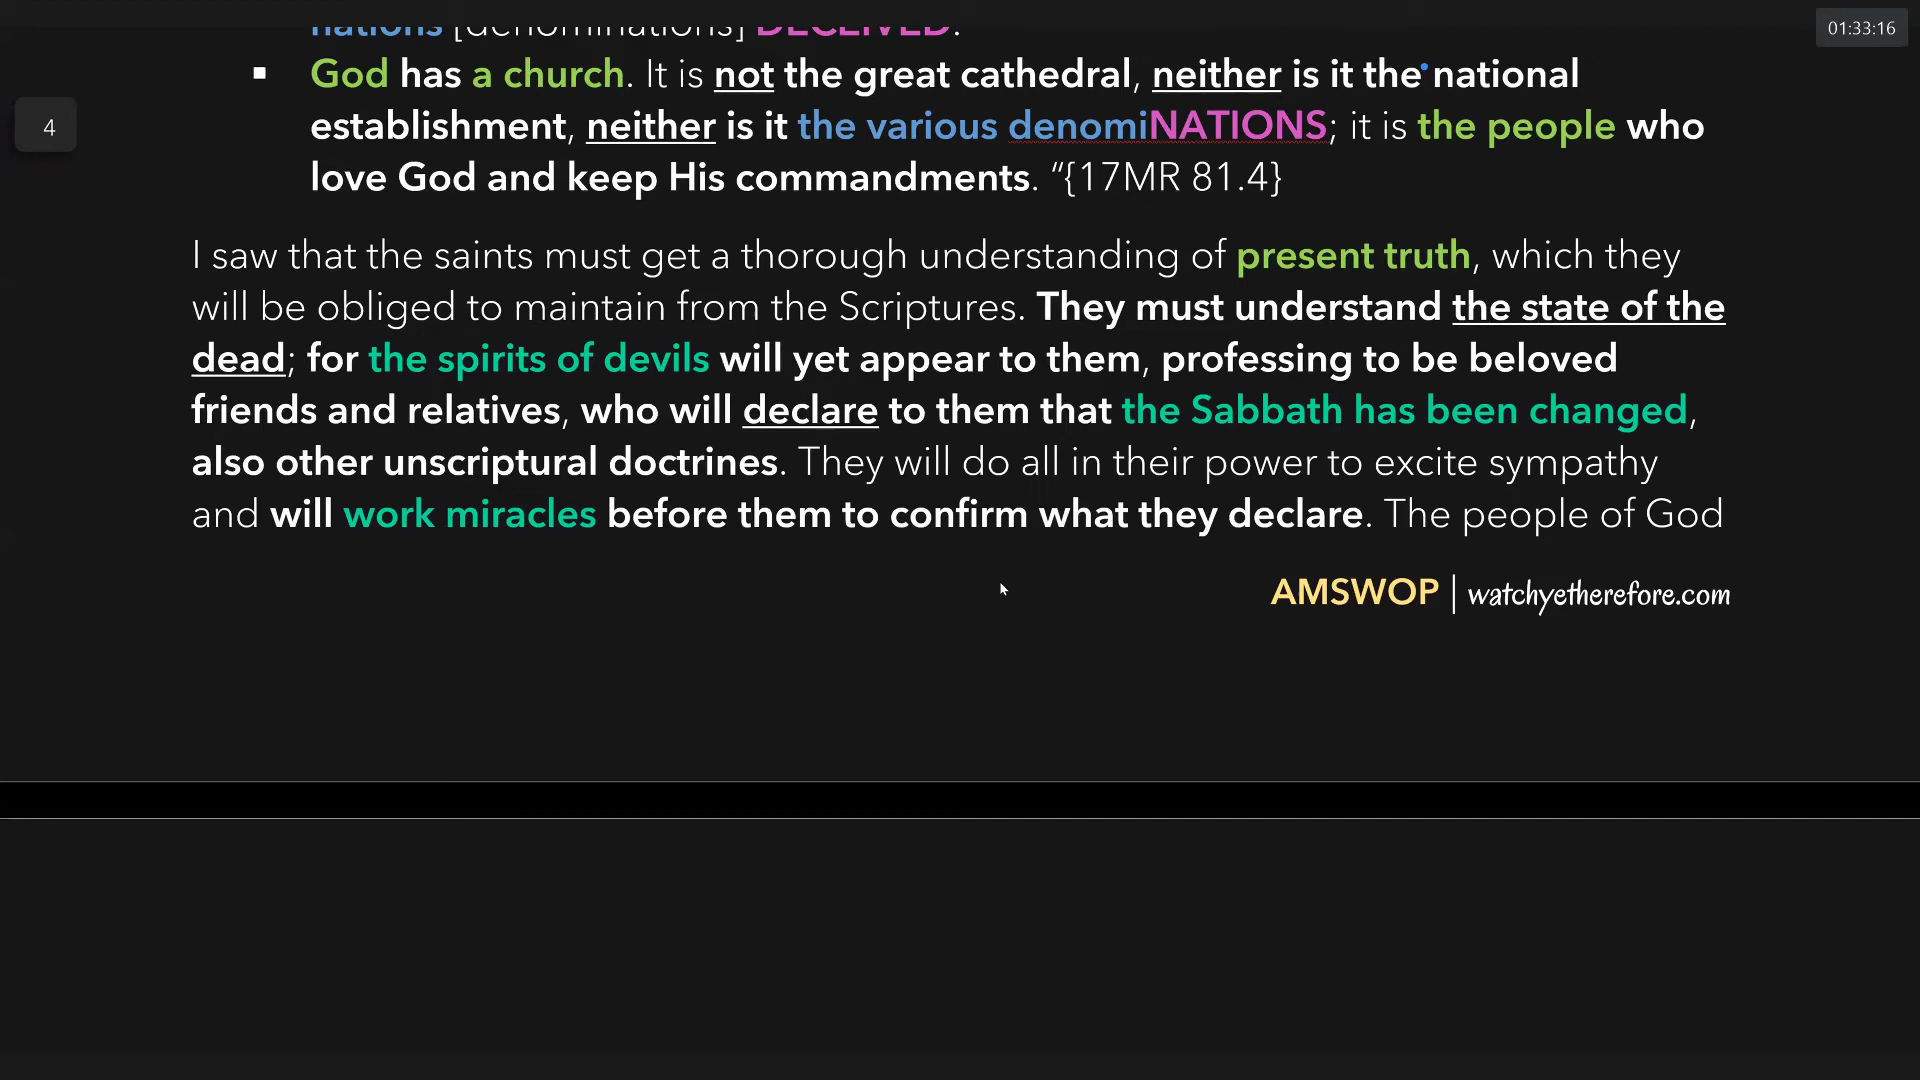 nations [denominations] DECEIVED.
01:33:16
▪ God has a church. It is not the great cathedral, neither is it the national
4
establishment, neither is it the various denomiNATIONS; it is the people who
love God and keep His commandments. “{17MR 81.4}
I saw that the saints must get a thorough understanding of present truth, which they
will be obliged to maintain from the Scriptures. They must understand the state of the
dead; for the spirits of devils will yet appear to them, professing to be beloved
friends and relatives, who will declare to them that the Sabbath has been changed,
also other unscriptural doctrines. They will do all in their power to excite sympathy
and will work miracles before them to confirm what they declare. The people of God
AMSWOP | watchyetherefore.com